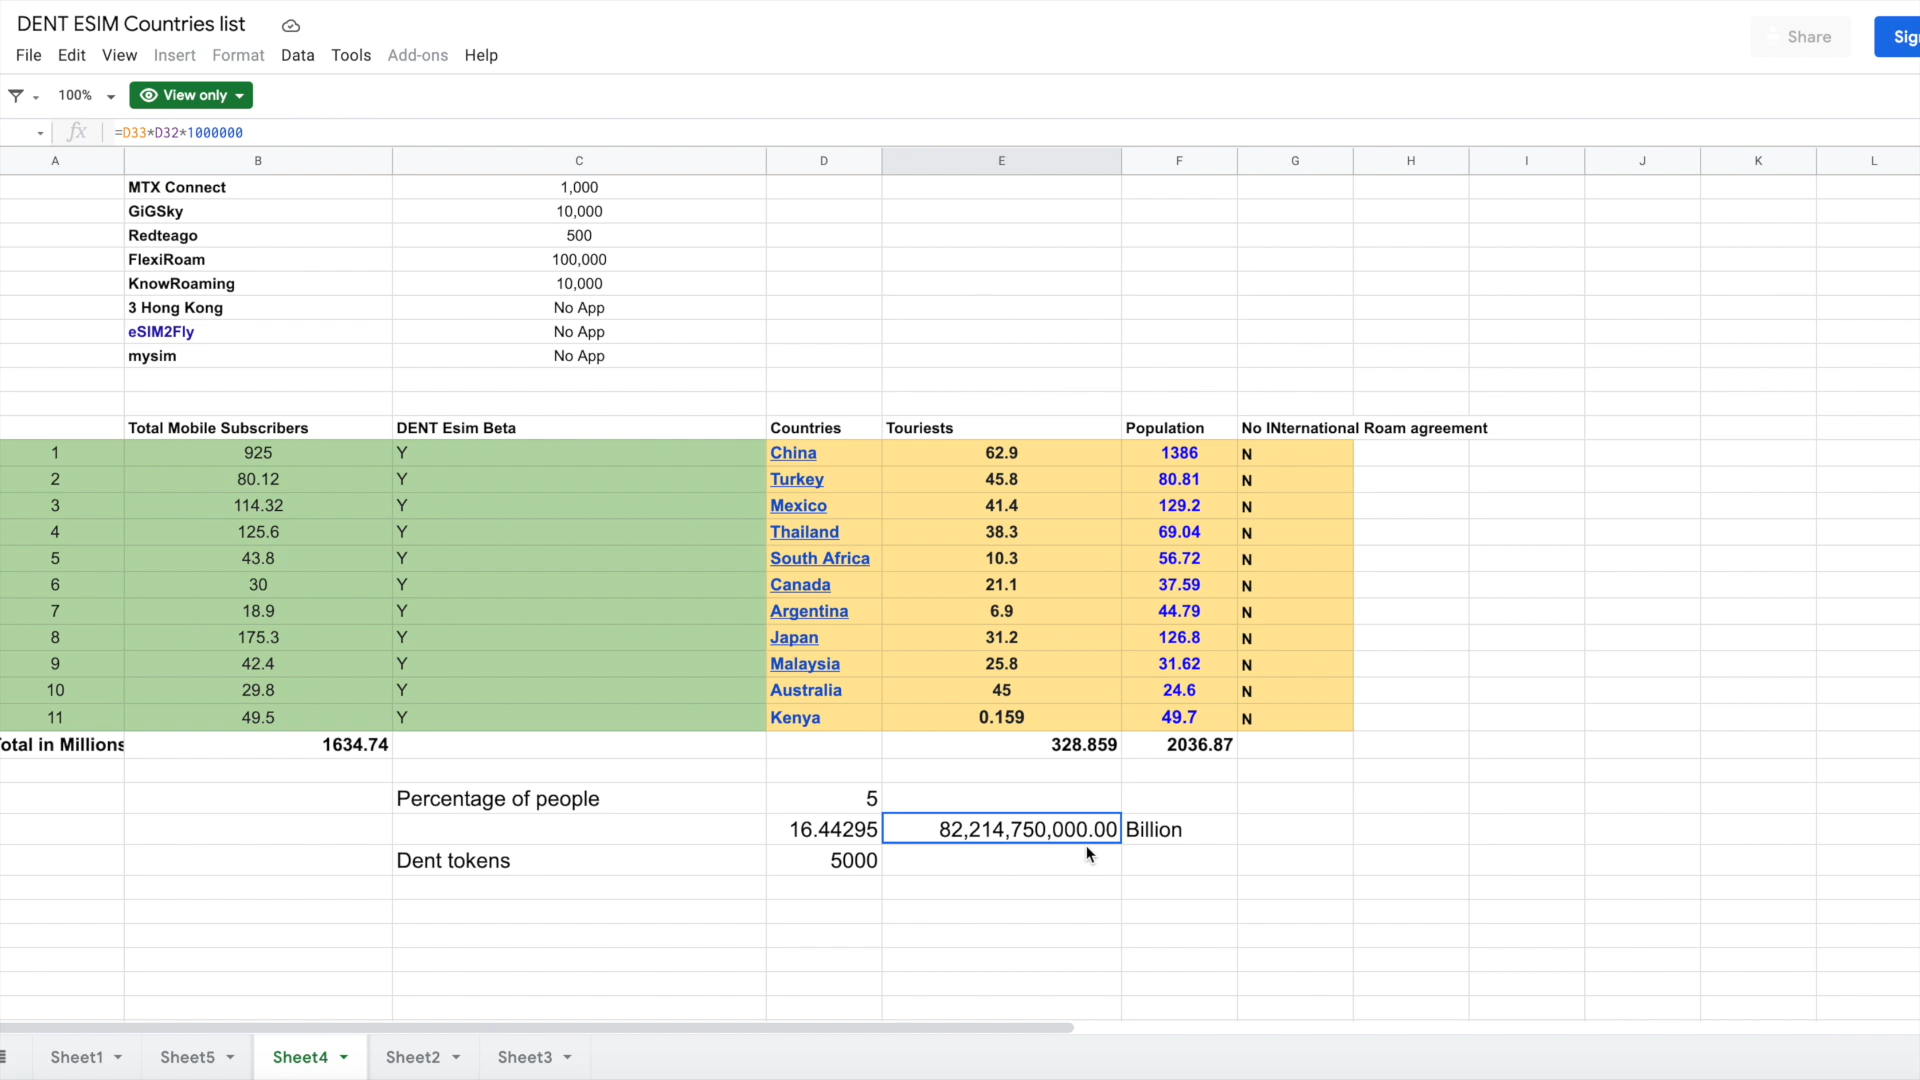 DENT ESIM Countries list
Share
Sig
File Edit View Insert Format Data Tools Add-ons Help
100% View only
fx =D33*D32*1000000
A B C D E F G H I J K L
MTX Connect 1,000
GiGSky 10,000
Redteago 500
FlexiRoam 100,000
KnowRoaming 10,000
3 Hong Kong No App
eSIM2Fly No App
mysim No App
Total Mobile Subscribers DENT Esim Beta Countries Touriests Population No INternational Roam agreement
1 925 Y China 62.9 1386 N
2 80.12 Y Turkey 45.8 80.81 N
3 114.32 Y Mexico 41.4 129.2 N
4 125.6 Y Thailand 38.3 69.04 N
5 43.8 Y South Africa 10.3 56.72 N
6 30 Y Canada 21.1 37.59 N
7 18.9 Y Argentina 6.9 44.79 N
8 175.3 Y Japan 31.2 126.8 N
9 42.4 Y Malaysia 25.8 31.62 N
10 29.8 Y Australia 45 24.6 N
11 49.5 Y Kenya 0.159 49.7 N
otal in Millions 1634.74 328.859 2036.87
Percentage of people 5
16.44295 82,214,750,000.00 Billion
Dent tokens 5000
Sheet1 Sheet5 Sheet4 Sheet2 Sheet3